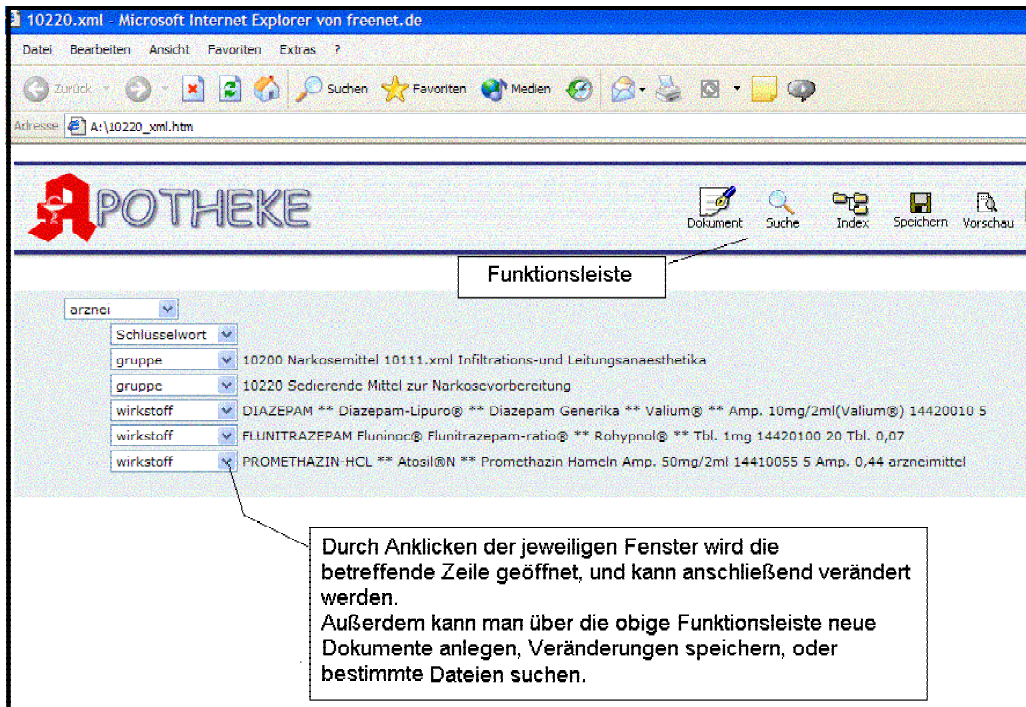 10220.xml - Microsoft Internet Explorer von freenet.de
Datei Bearbeiten Ansicht Favoriten Extras ?
Zurück Suchen Favoriten Medien
Adresse A:\10220_xml.htm
APOTHEKE
Dokument Suche Index Speichern Vorschau
Funktionsleiste
arznei
Schlüsselwort
gruppe 10200 Narkosemittel 10111.xml Infiltrations-und Leitungsanaesthetika
gruppe 10220 Sedierende Mittel zur Narkosevorbereitung
wirkstoff DIAZEPAM ** Diazepam-Lipuro® ** Diazepam Generika ** Valium® ** Amp. 10mg/2ml(Valium®) 14420010 5
wirkstoff FLUNITRAZEPAM Fluninoc® Flunitrazepam-ratio® ** Rohypnol® ** Tbl. 1mg 14420100 20 Tbl. 0,07
wirkstoff PROMETHAZIN-HCL ** Atosil®N ** Promethazin Hameln Amp. 50mg/2ml 14410055 5 Amp. 0,44 arzneimittel
Durch Anklicken der jeweiligen Fenster wird die
betreffende Zeile geöffnet, und kann anschließend verändert
werden.
Außerdem kann man über die obige Funktionsleiste neue
Dokumente anlegen, Veränderungen speichern, oder
bestimmte Dateien suchen.